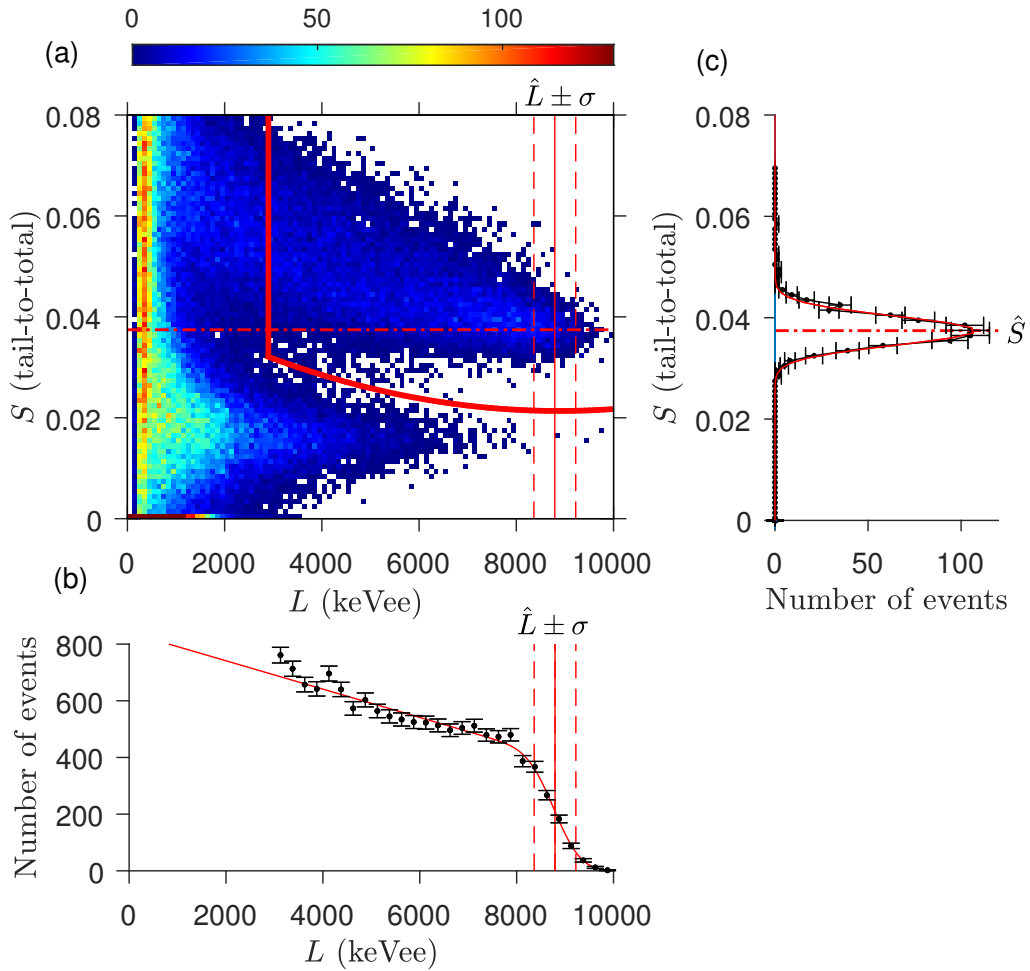 0 50 100
(a)
(c)
L̂ ± σ
0.08
0.06
0.04
0.02
0
S (tail-to-total)
0 2000 4000 6000 8000 10000
L (keVee)
0.08
0.06
0.04
0.02
0
S (tail-to-total)
Ŝ
0 50 100
Number of events
(b)
L̂ ± σ
800
600
400
200
0
Number of events
0 2000 4000 6000 8000 10000
L (keVee)